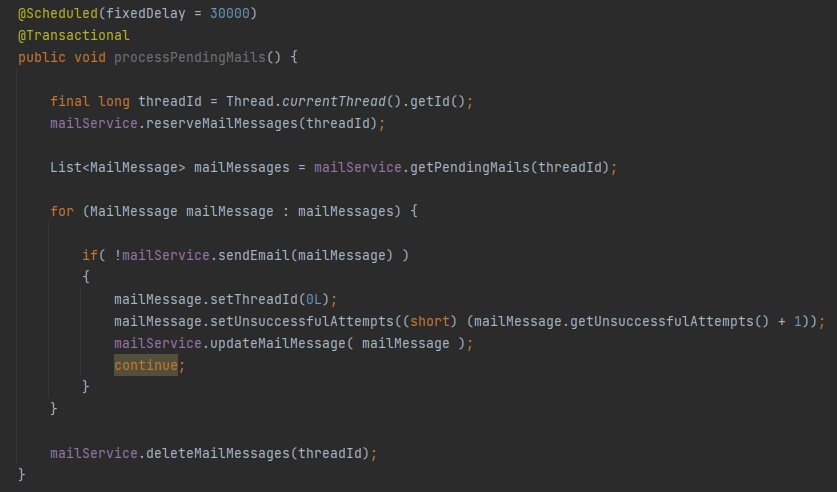 @Scheduled(fixedDelay = 30000)
@Transactional
public void processPendingMails() {
final long threadId = Thread.currentThread().getId();
mailService.reserveMailMessages(threadId);
List<MailMessage> mailMessages = mailService.getPendingMails(threadId);
for (MailMessage mailMessage : mailMessages) {
if( !mailService.sendEmail(mailMessage) )
{
mailMessage.setThreadId(0L);
mailMessage.setUnsuccessfulAttempts((short) (mailMessage.getUnsuccessfulAttempts() + 1));
mailService.updateMailMessage( mailMessage );
continue;
}
}
mailService.deleteMailMessages(threadId);
}